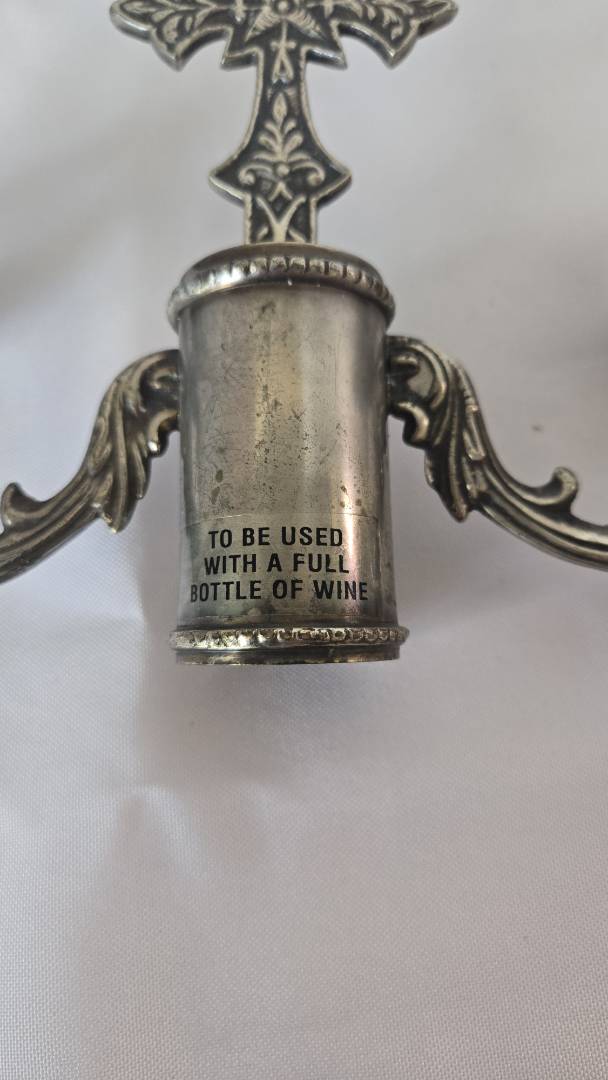 TO BE USED
WITH A FULL
BOTTLE OF WINE